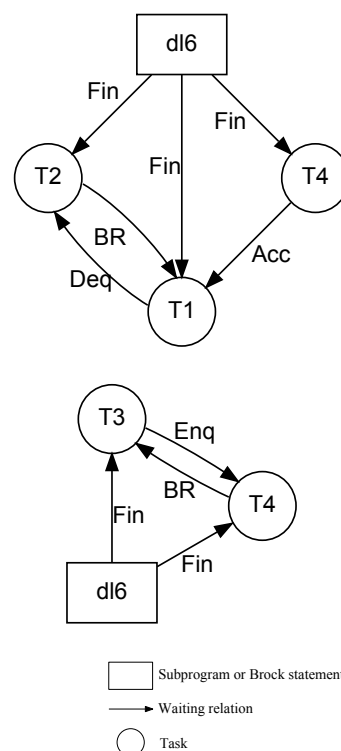 dl6
Fin
Fin
Fin
T2
T4
BR
Acc
Deq
T1
T3
Enq
BR
T4
Fin
Fin
dl6
Subprogram or Brock statement
Waiting relation
Task